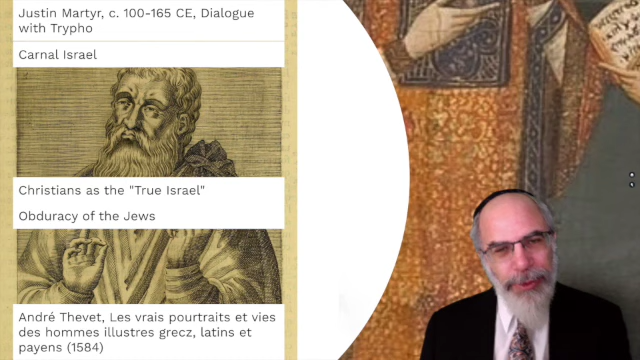 Justin Martyr, c. 100-165 CE, Dialogue
with Trypho
Carnal Israel
Christians as the "True Israel"
Obduracy of the Jews
André Thevet, Les vrais pourtraits et vies
des hommes illustres grecz, latins et
payens (1584)